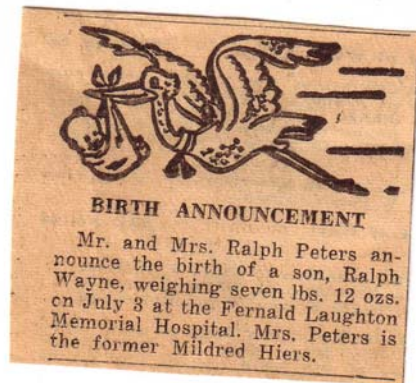 BIRTH ANNOUNCEMENT
Mr. and Mrs. Ralph Peters an-
nounce the birth of a son, Ralph
Wayne, weighing seven lbs. 12 ozs.
on July 3 at the Fernald Laughton
Memorial Hospital. Mrs. Peters is
the former Mildred Hiers.